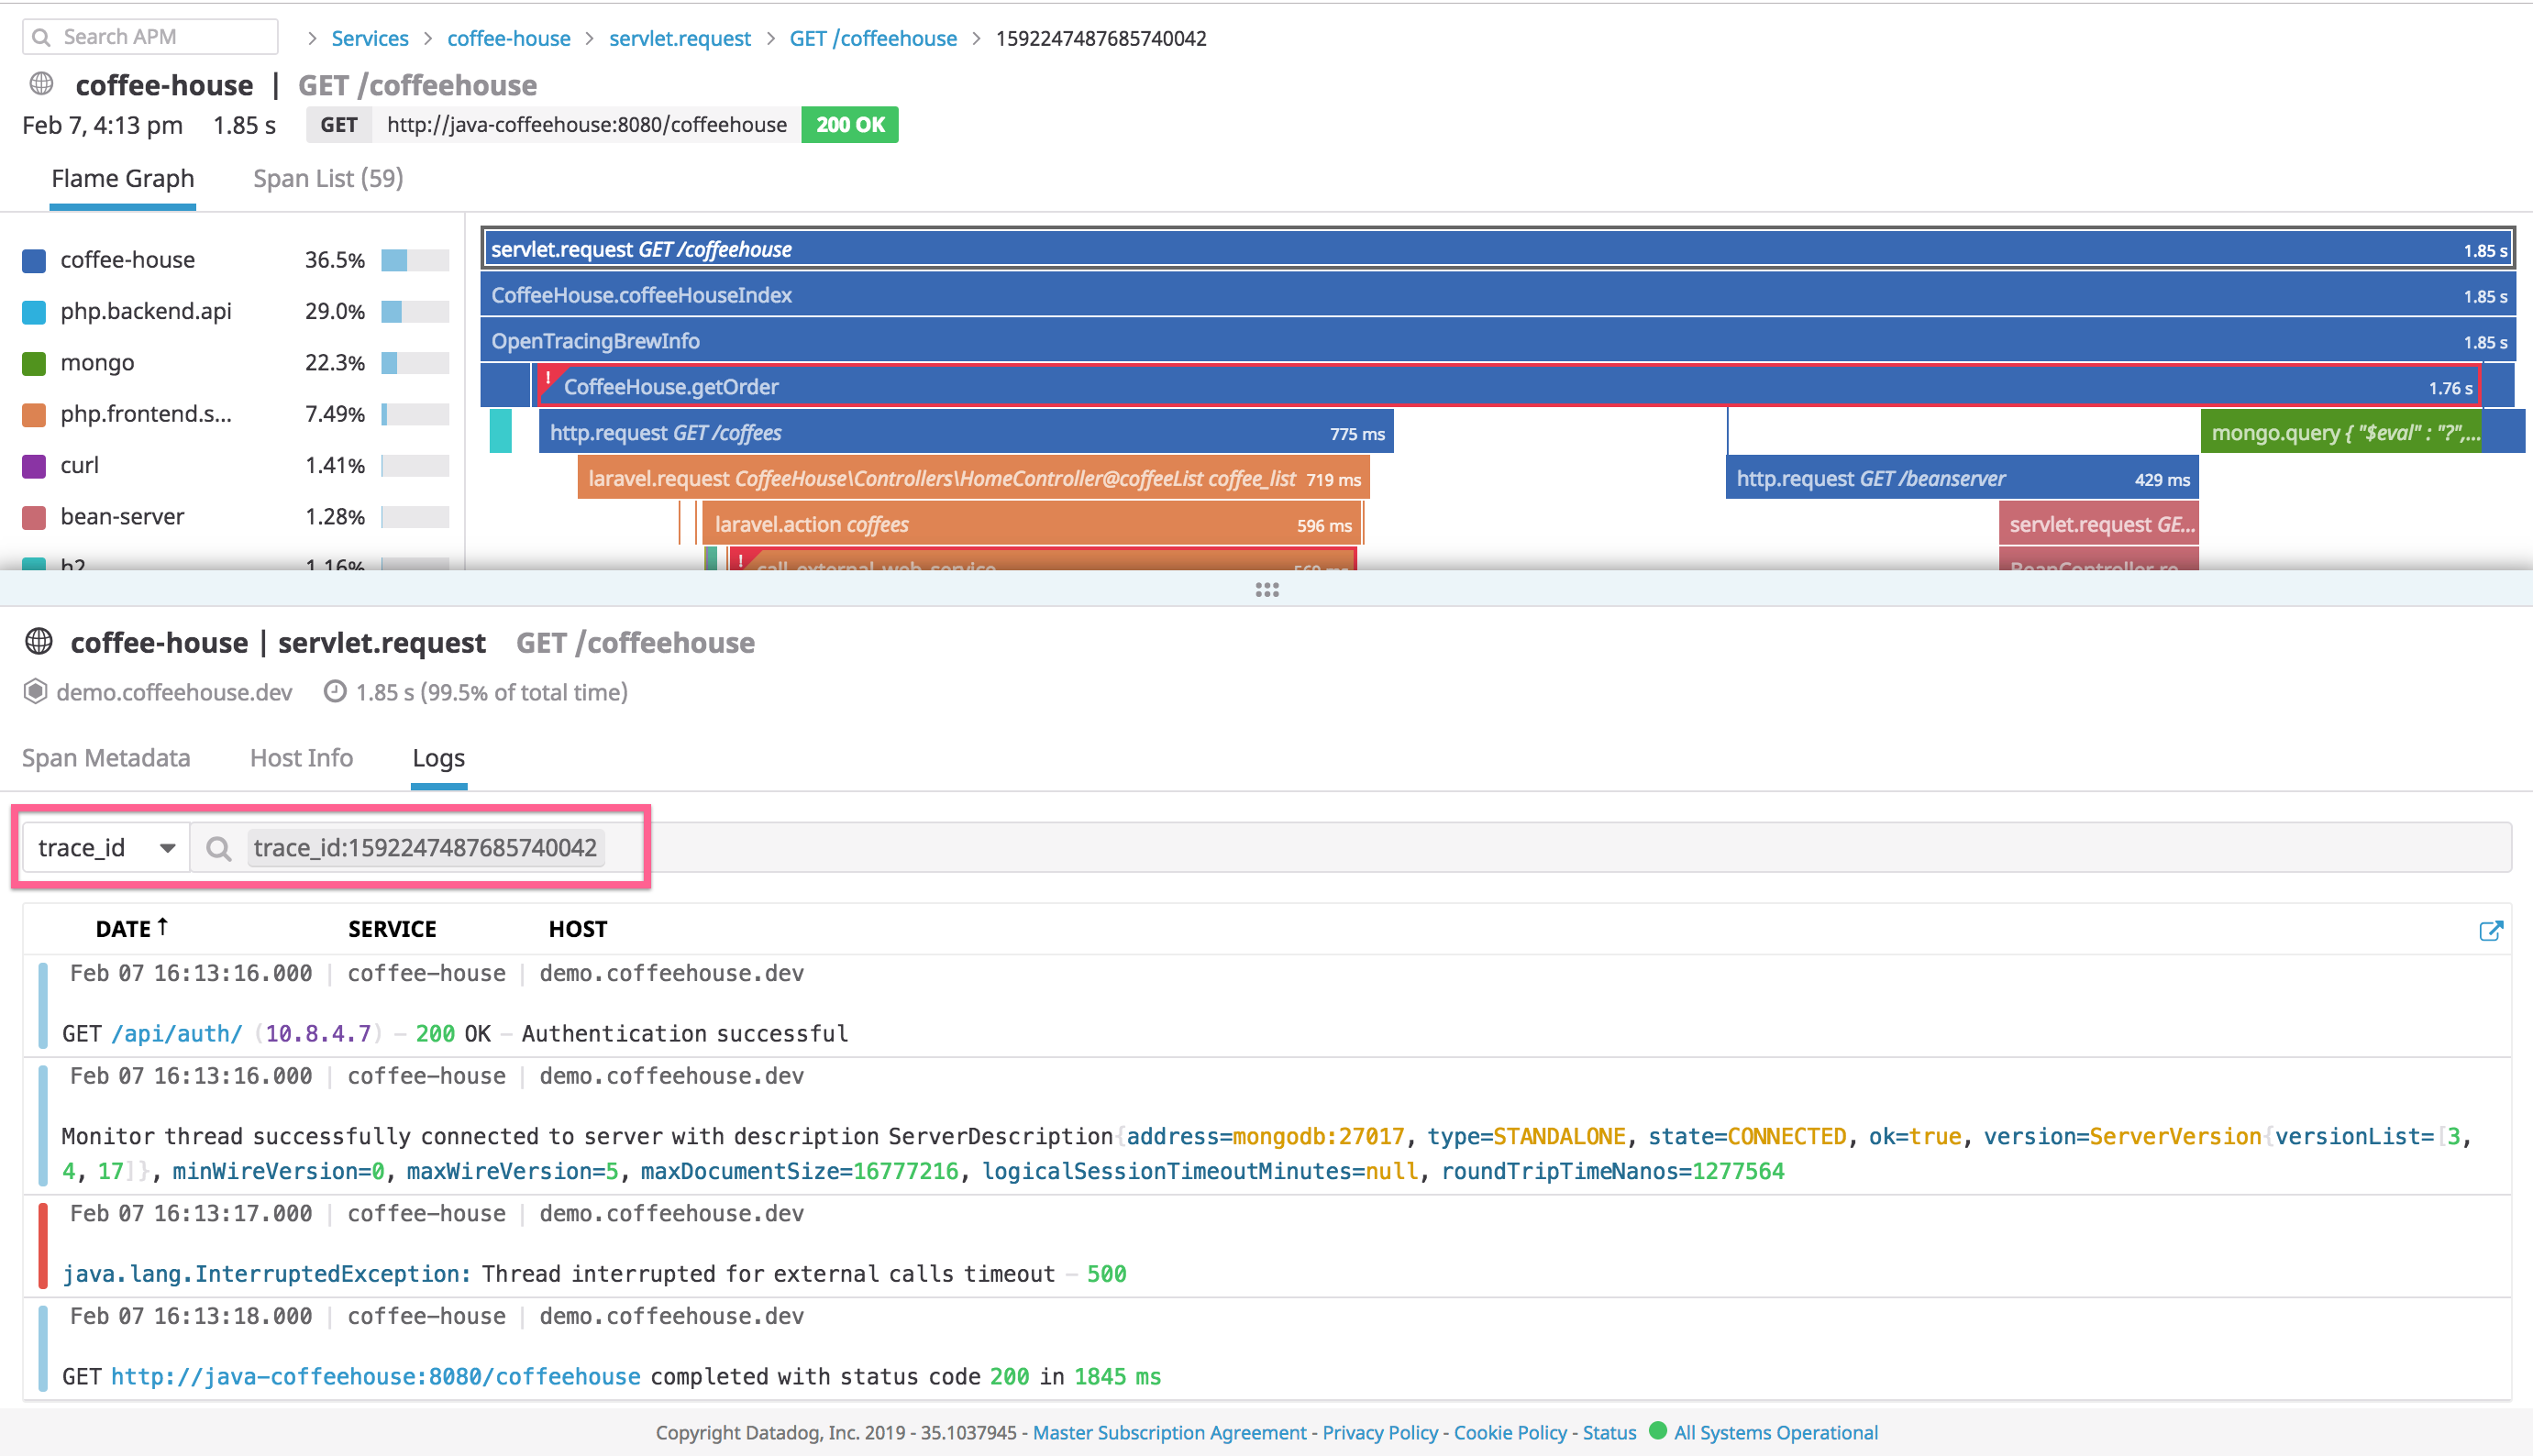 Search APM > Services > coffee-house > servlet.request > GET /coffeehouse > 1592247487685740042
coffee-house | GET /coffeehouse
Feb 7, 4:13 pm 1.85 s GET http://java-coffeehouse:8080/coffeehouse 200 OK
Flame Graph Span List (59)
coffee-house 36.5%
php.backend.api 29.0%
mongo 22.3%
php.frontend.s... 7.49%
curl 1.41%
bean-server 1.28%
h2 1.16%
servlet.request GET /coffeehouse 1.85 s
CoffeeHouse.coffeeHouseIndex 1.85 s
OpenTracingBrewInfo 1.85 s
! CoffeeHouse.getOrder 1.76 s
http.request GET /coffees 775 ms mongo.query { "$eval" : "?",...
laravel.request CoffeeHouse\Controllers\HomeController@coffeeList coffee_list 719 ms http.request GET /beanserver 429 ms
laravel.action coffees 596 ms servlet.request GE...
! call_external_web_service 569 ms BeanController.re...
coffee-house | servlet.request GET /coffeehouse
demo.coffeehouse.dev 1.85 s (99.5% of total time)
Span Metadata Host Info Logs
trace_id trace_id:1592247487685740042
DATE↑ SERVICE HOST
Feb 07 16:13:16.000 | coffee-house | demo.coffeehouse.dev
GET /api/auth/ (10.8.4.7) – 200 OK – Authentication successful
Feb 07 16:13:16.000 | coffee-house | demo.coffeehouse.dev
Monitor thread successfully connected to server with description ServerDescription{address=mongodb:27017, type=STANDALONE, state=CONNECTED, ok=true, version=ServerVersion{versionList=[3,
4, 17]}, minWireVersion=0, maxWireVersion=5, maxDocumentSize=16777216, logicalSessionTimeoutMinutes=null, roundTripTimeNanos=1277564
Feb 07 16:13:17.000 | coffee-house | demo.coffeehouse.dev
java.lang.InterruptedException: Thread interrupted for external calls timeout – 500
Feb 07 16:13:18.000 | coffee-house | demo.coffeehouse.dev
GET http://java-coffeehouse:8080/coffeehouse completed with status code 200 in 1845 ms
Copyright Datadog, Inc. 2019 - 35.1037945 - Master Subscription Agreement - Privacy Policy - Cookie Policy - Status All Systems Operational